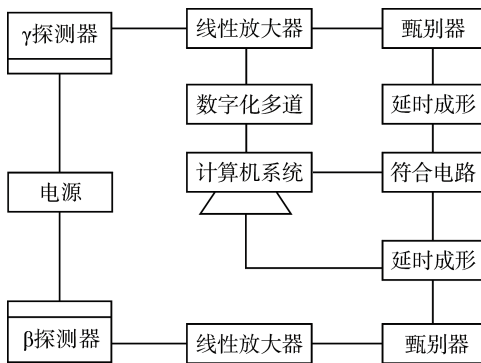 γ探测器
线性放大器
甄别器
数字化多道
延时成形
计算机系统
符合电路
电源
延时成形
β探测器
线性放大器
甄别器